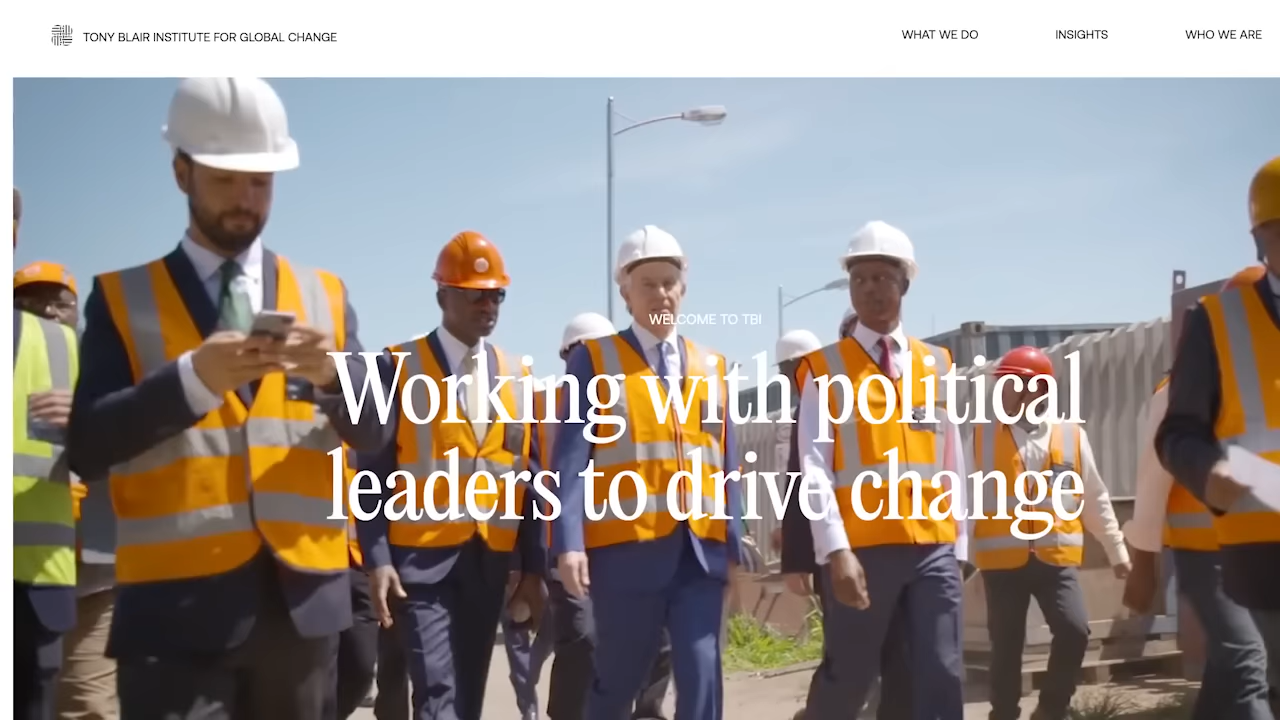 TONY BLAIR INSTITUTE FOR GLOBAL CHANGE
WHAT WE DO
INSIGHTS
WHO WE ARE
WELCOME TO TBI
Working with political
leaders to drive change